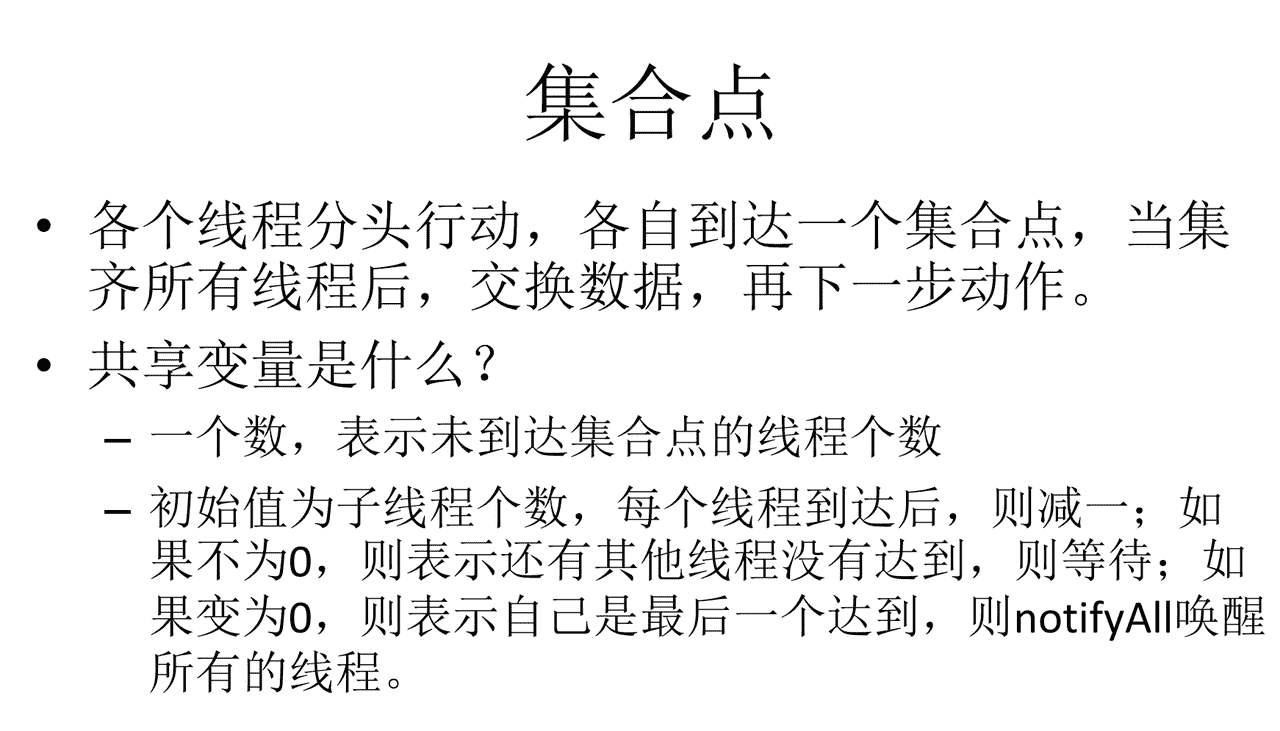 集合点
• 各个线程分头行动，各自到达一个集合点，当集
齐所有线程后，交换数据，再下一步动作。
• 共享变量是什么？
– 一个数，表示未到达集合点的线程个数
– 初始值为子线程个数，每个线程到达后，则减一；如
果不为0，则表示还有其他线程没有达到，则等待；如
果变为0，则表示自己是最后一个达到，则notifyAll唤醒
所有的线程。